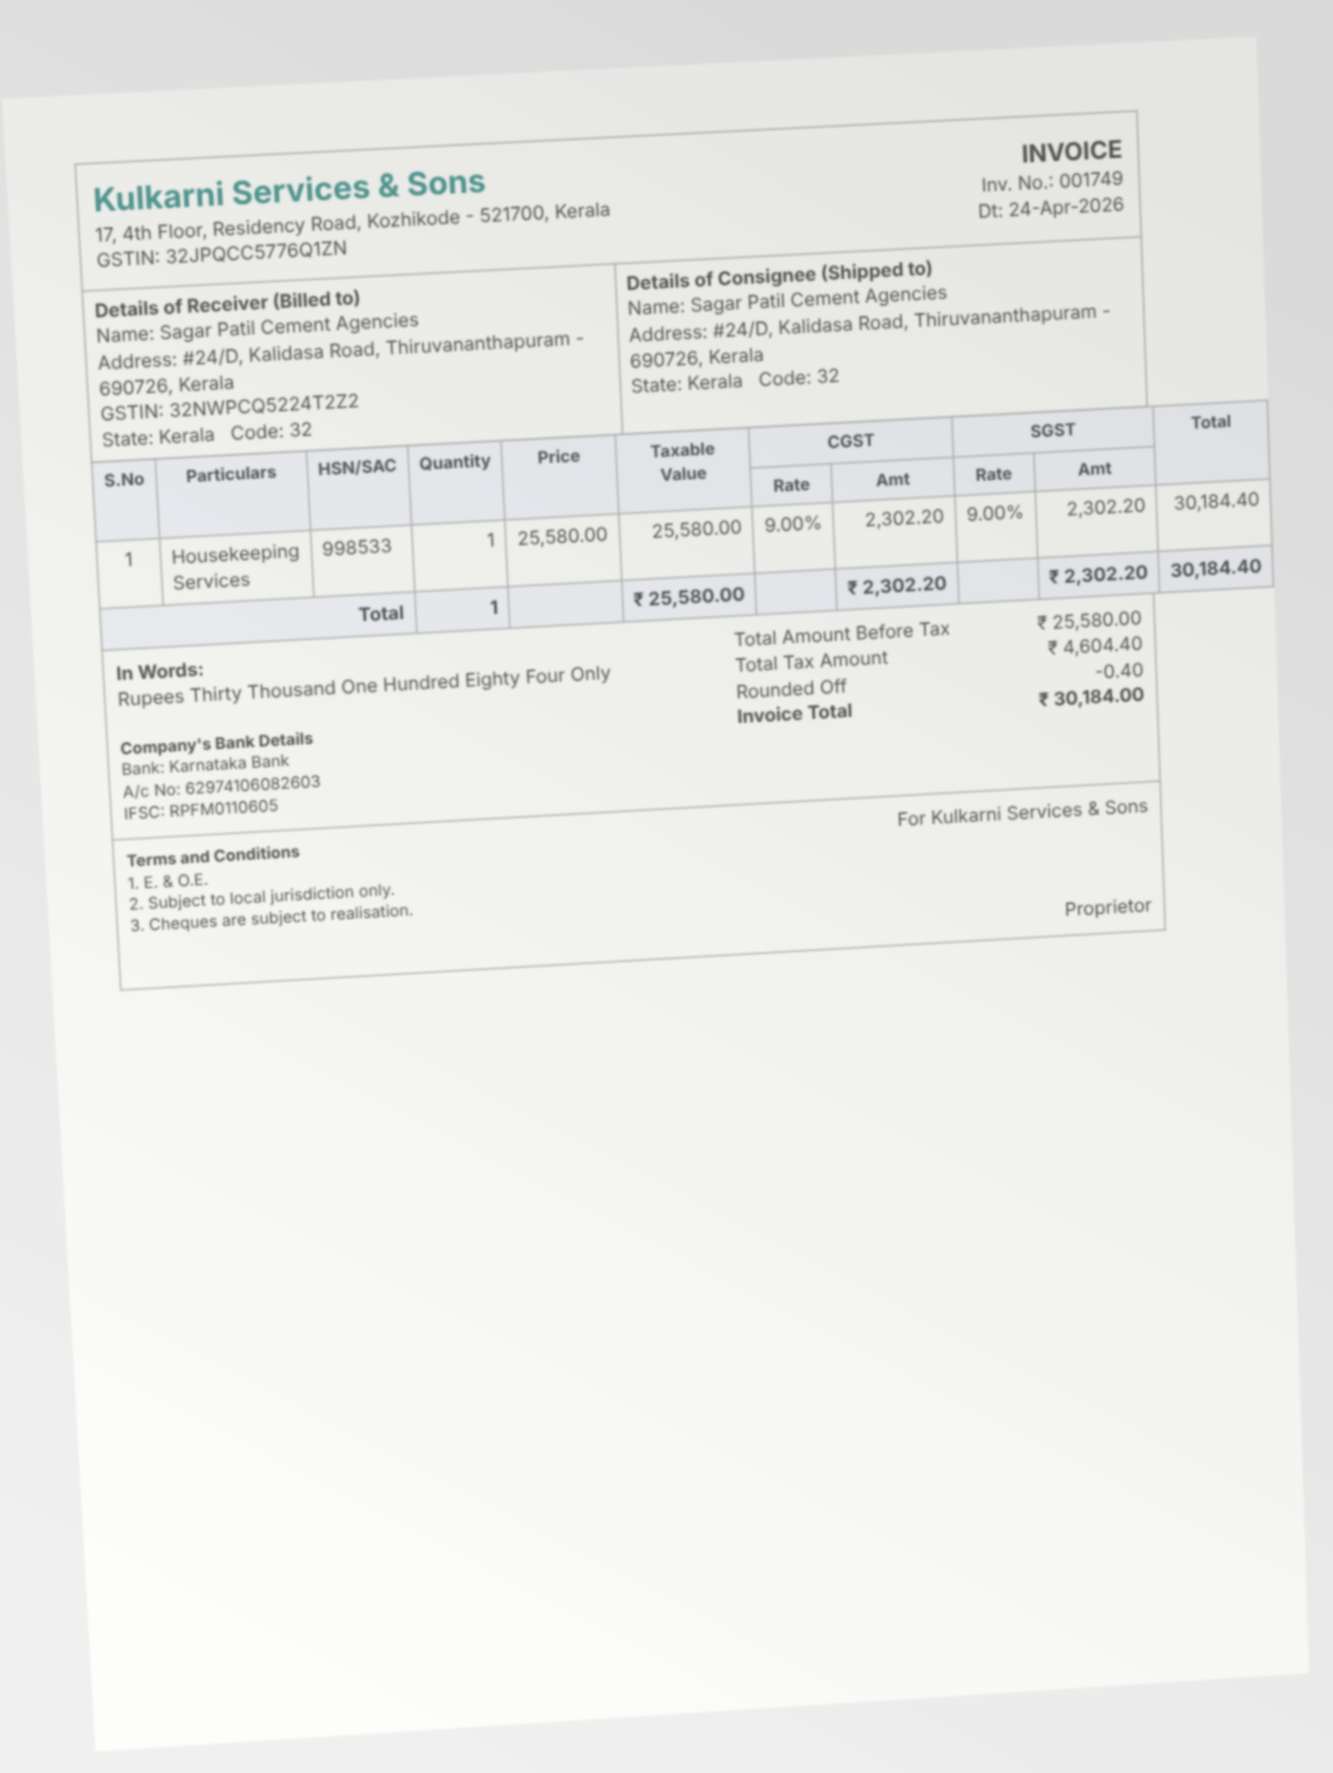 Kulkarni Services & Sons
17, 4th Floor, Residency Road, Kozhikode - 521700, Kerala
GSTIN: 32JPQCC5776Q1ZN
INVOICE
Inv. No.: 001749
Dt: 24-Apr-2026
Details of Receiver (Billed to)
Name: Sagar Patil Cement Agencies
Address: #24/D, Kalidasa Road, Thiruvananthapuram -
690726, Kerala
GSTIN: 32NWPCQ5224T2Z2
State: Kerala Code: 32
Details of Consignee (Shipped to)
Name: Sagar Patil Cement Agencies
Address: #24/D, Kalidasa Road, Thiruvananthapuram -
690726, Kerala
State: Kerala Code: 32
S.No Particulars HSN/SAC Quantity Price Taxable Value CGST SGST Total
Rate Amt Rate Amt
1 Housekeeping Services 998533 1 25,580.00 25,580.00 9.00% 2,302.20 9.00% 2,302.20 30,184.40
Total 1 ₹ 25,580.00 ₹ 2,302.20 ₹ 2,302.20 30,184.40
In Words:
Rupees Thirty Thousand One Hundred Eighty Four Only
Total Amount Before Tax ₹ 25,580.00
Total Tax Amount ₹ 4,604.40
Rounded Off -0.40
Invoice Total ₹ 30,184.00
Company's Bank Details
Bank: Karnataka Bank
A/c No: 62974106082603
IFSC: RPFM0110605
Terms and Conditions
1. E. & O.E.
2. Subject to local jurisdiction only.
3. Cheques are subject to realisation.
For Kulkarni Services & Sons
Proprietor